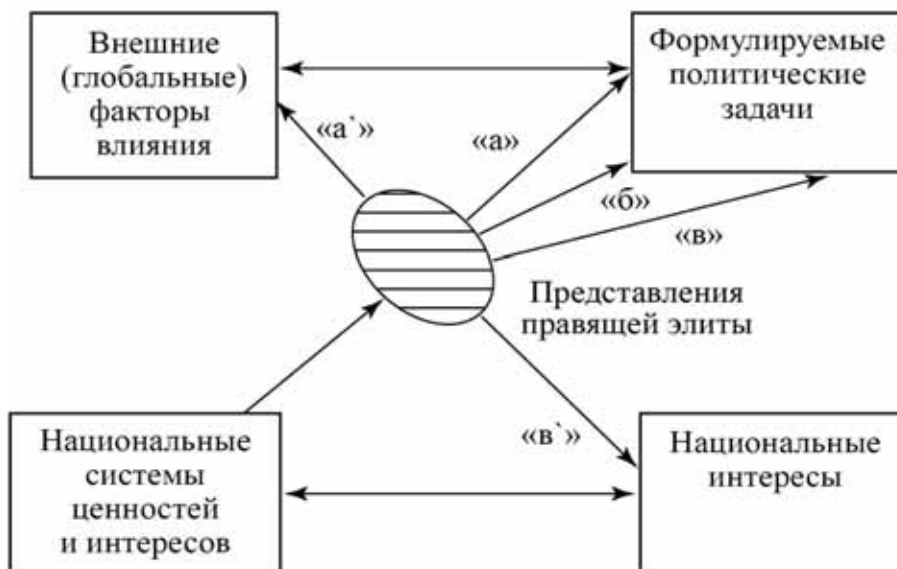 Внешние
(глобальные)
факторы
влияния
Формулируемые
политические
задачи
«а`»
«а»
«б»
«в»
Представления
правящей элиты
«в`»
Национальные
системы
ценностей
и интересов
Национальные
интересы